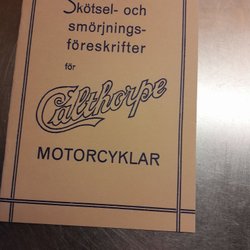 Skötsel- och
smörjnings-
föreskrifter
för
Calthorpe
MOTORCYKLAR